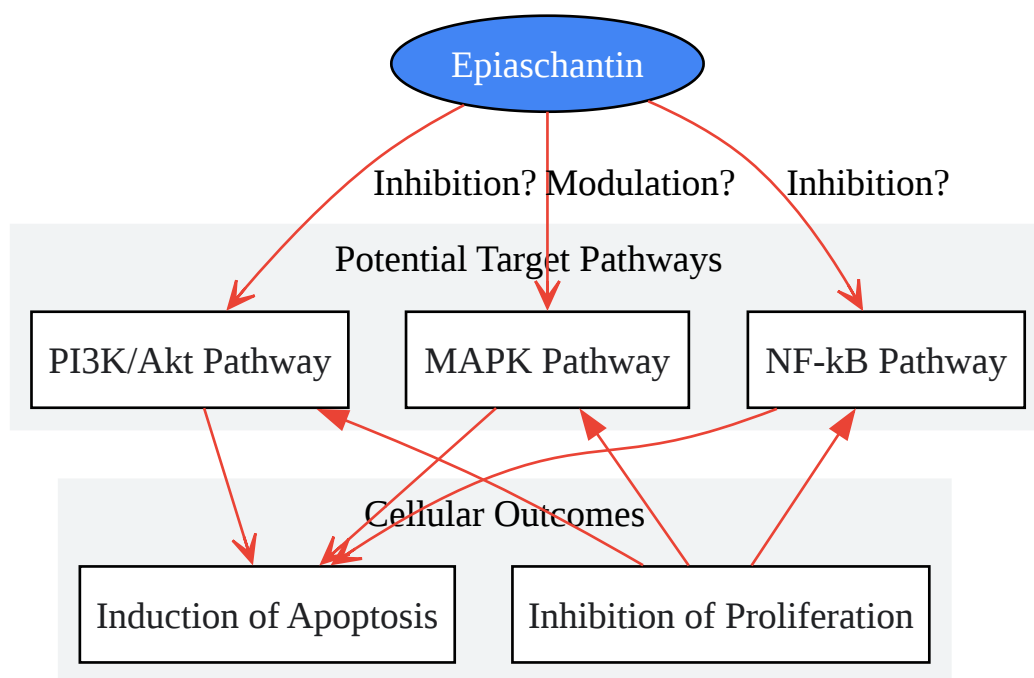 Epiaschantin
Inhibition?
Modulation?
Inhibition?
Potential Target Pathways
PI3K/Akt Pathway
MAPK Pathway
NF-kB Pathway
Cellular Outcomes
Induction of Apoptosis
Inhibition of Proliferation